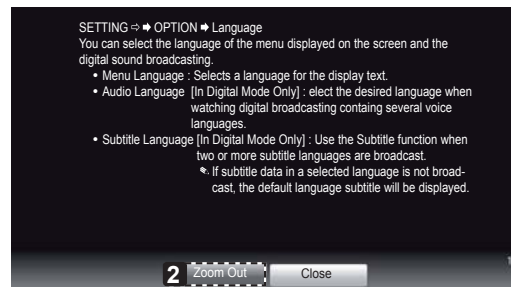 SETTING ⇨ ➡ OPTION ➡ Language
You can select the language of the menu displayed on the screen and the
digital sound broadcasting.
• Menu Language : Selects a language for the display text.
• Audio Language [In Digital Mode Only] : elect the desired language when
watching digital broadcasting containg several voice
languages.
• Subtitle Language [In Digital Mode Only] : Use the Subtitle function when
two or more subtitle languages are broadcast.
If subtitle data in a selected language is not broad-
cast, the default language subtitle will be displayed.
2 Zoom Out Close